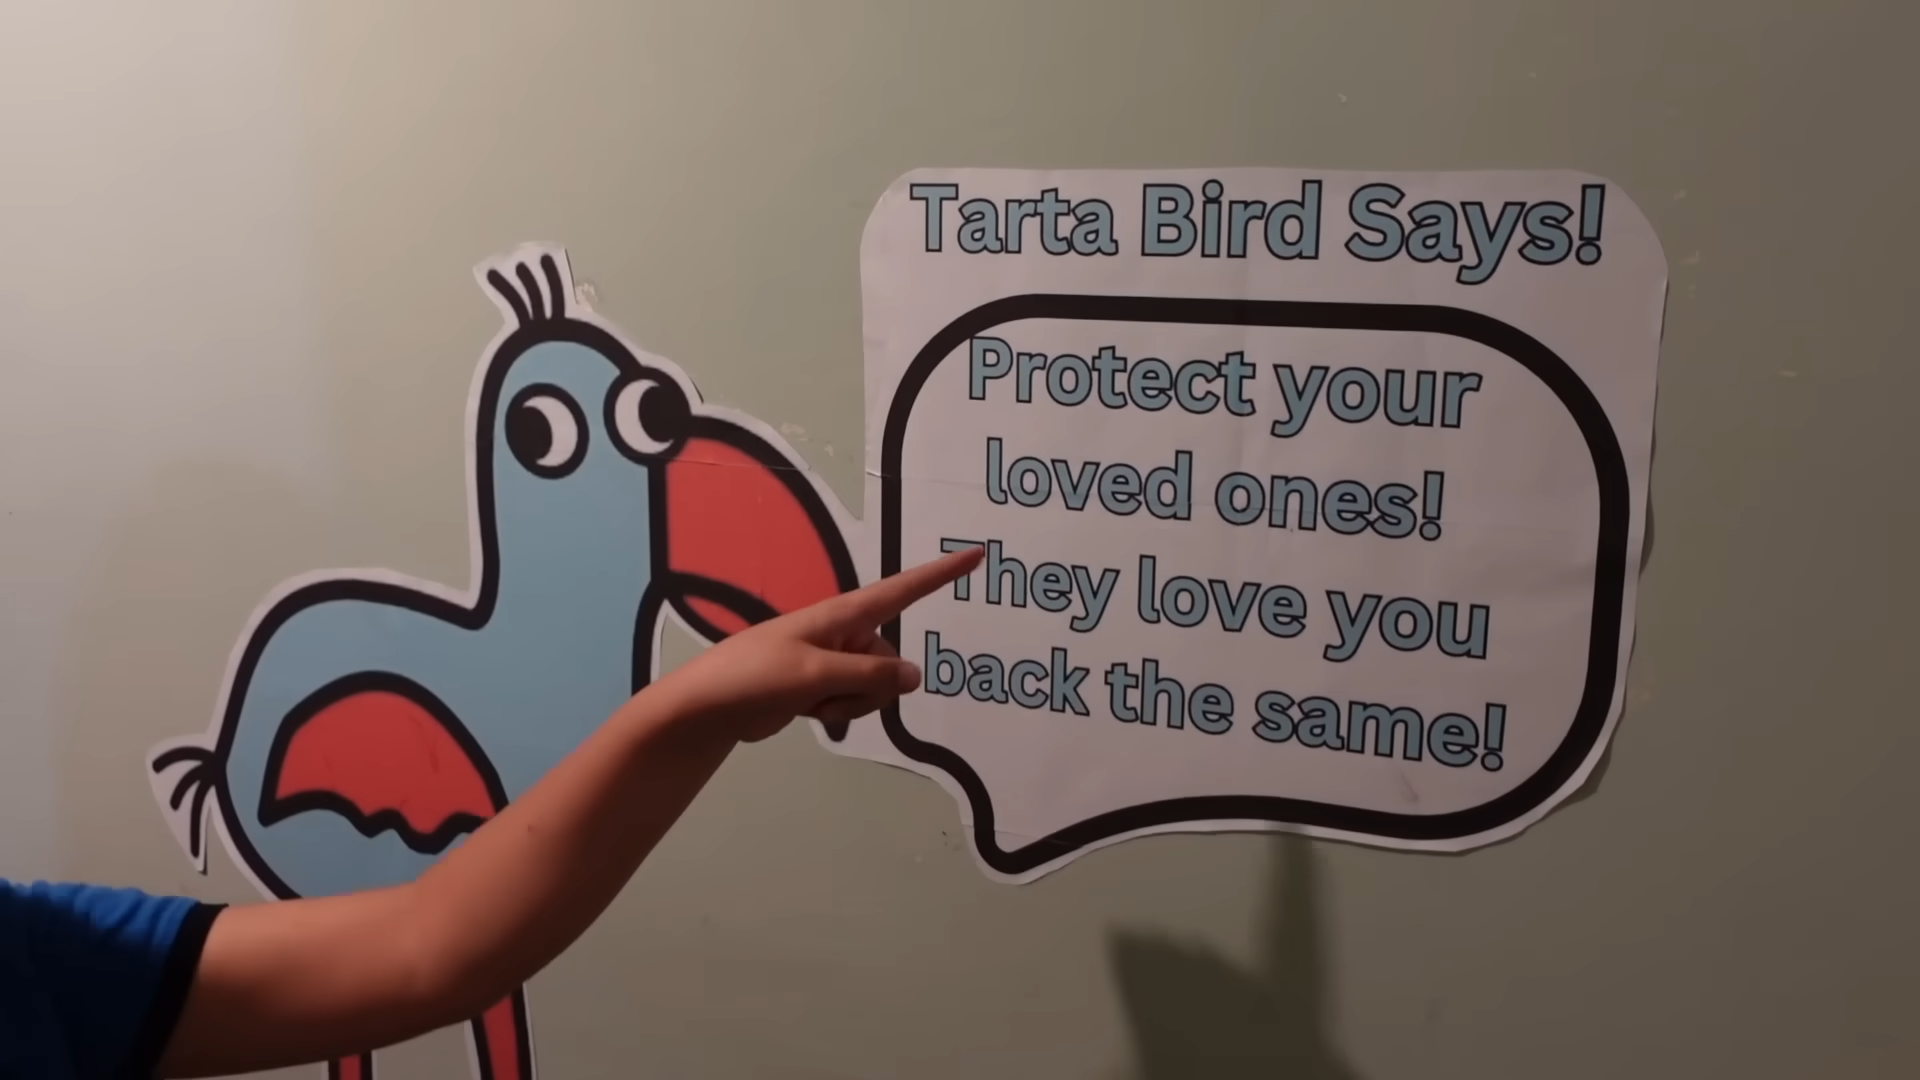 Tarta Bird Says!
Protect your
loved ones!
They love you
back the same!